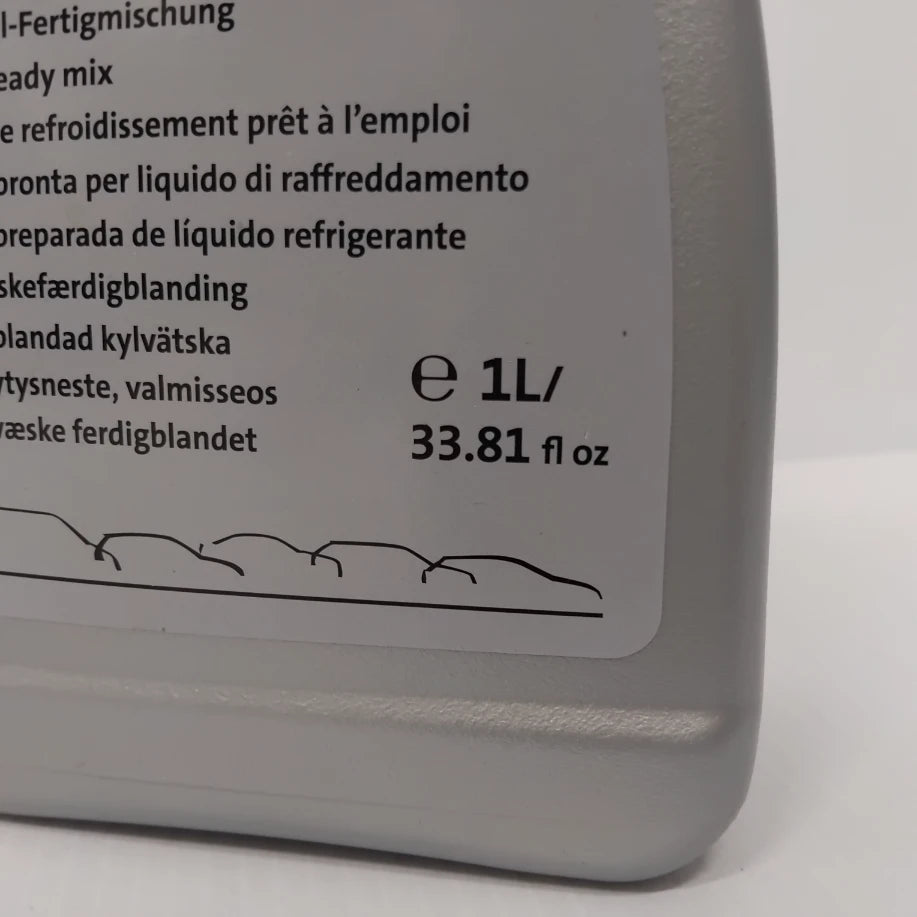 l-Fertigmischung
eady mix
e refroidissement prêt à l'emploi
pronta per liquido di raffreddamento
preparada de líquido refrigerante
skefærdigblanding
blandad kylvätska
ytysneste, valmisseos
væske ferdigblandet
℮ 1L/
33.81 fl oz